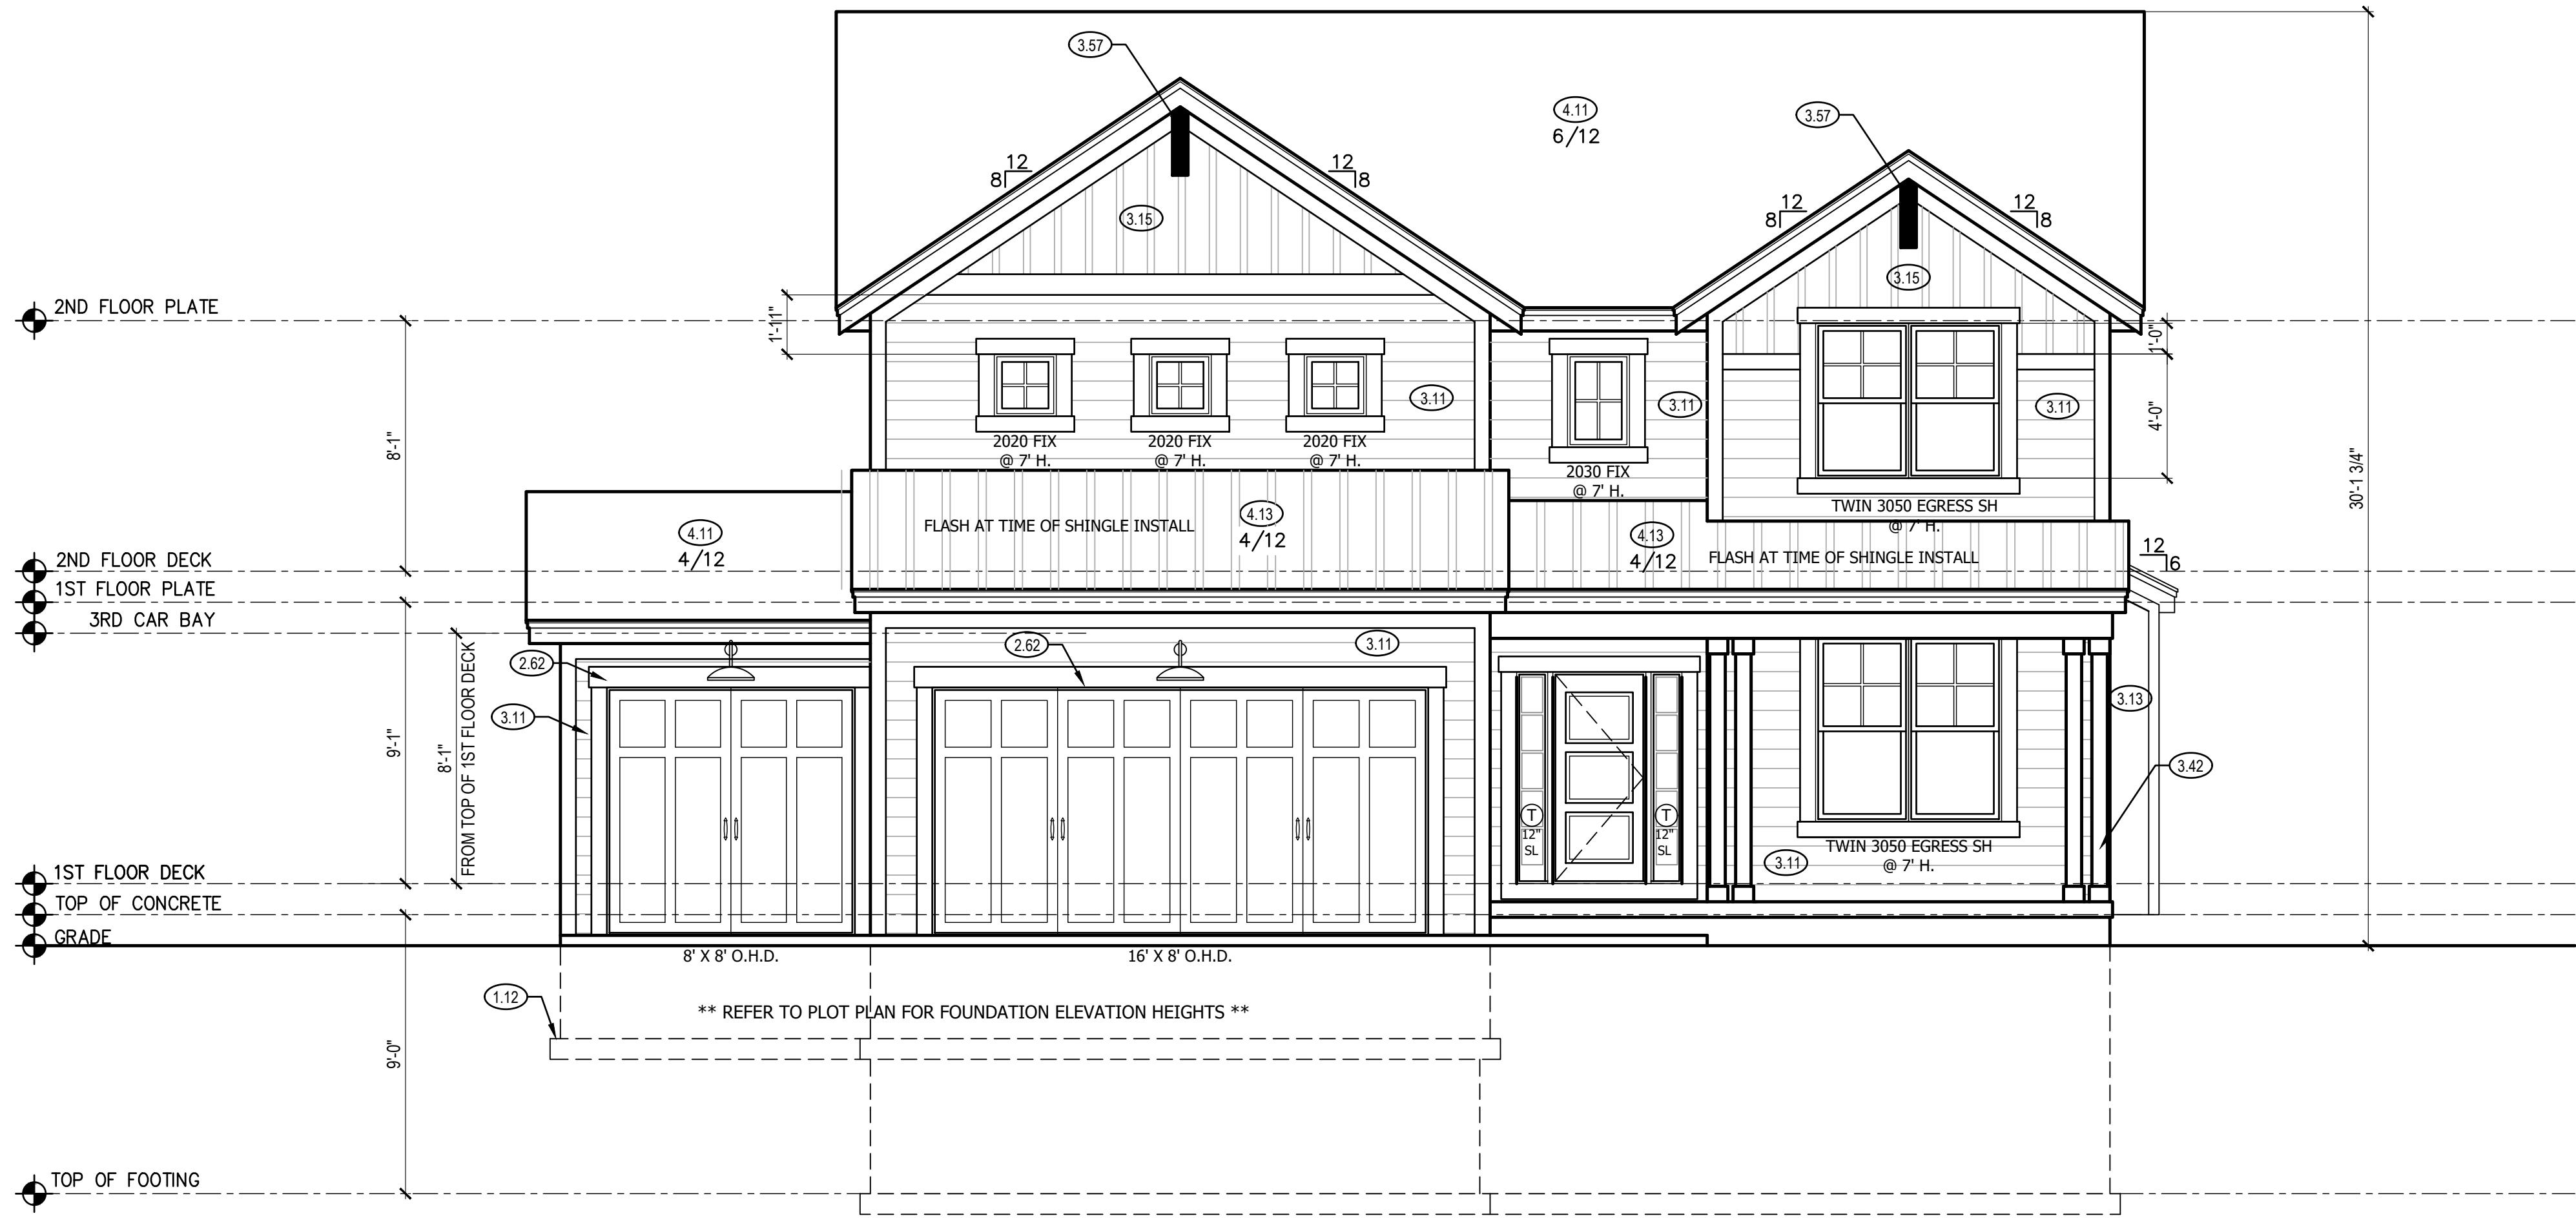 3.57
4.11
6/12
3.57
12
8
12
8
12
8
12
8
3.15
3.15
2ND FLOOR PLATE
1'-11"
1'-0"
3.11
3.11
3.11
4'-0"
8'-1"
2020 FIX
@ 7' H.
2020 FIX
@ 7' H.
2020 FIX
@ 7' H.
2030 FIX
@ 7' H.
30'-1 3/4"
TWIN 3050 EGRESS SH
@ 7' H.
4.11
4/12
FLASH AT TIME OF SHINGLE INSTALL
4.13
4/12
4.13
4/12
FLASH AT TIME OF SHINGLE INSTALL
12
6
2ND FLOOR DECK
1ST FLOOR PLATE
3RD CAR BAY
2.62
2.62
3.11
3.11
3.13
9'-1"
8'-1"
FROM TOP OF 1ST FLOOR DECK
3.42
T
12"
SL
T
12"
SL
TWIN 3050 EGRESS SH
@ 7' H.
3.11
1ST FLOOR DECK
TOP OF CONCRETE
GRADE
8' X 8' O.H.D.
16' X 8' O.H.D.
1.12
** REFER TO PLOT PLAN FOR FOUNDATION ELEVATION HEIGHTS **
9'-0"
TOP OF FOOTING